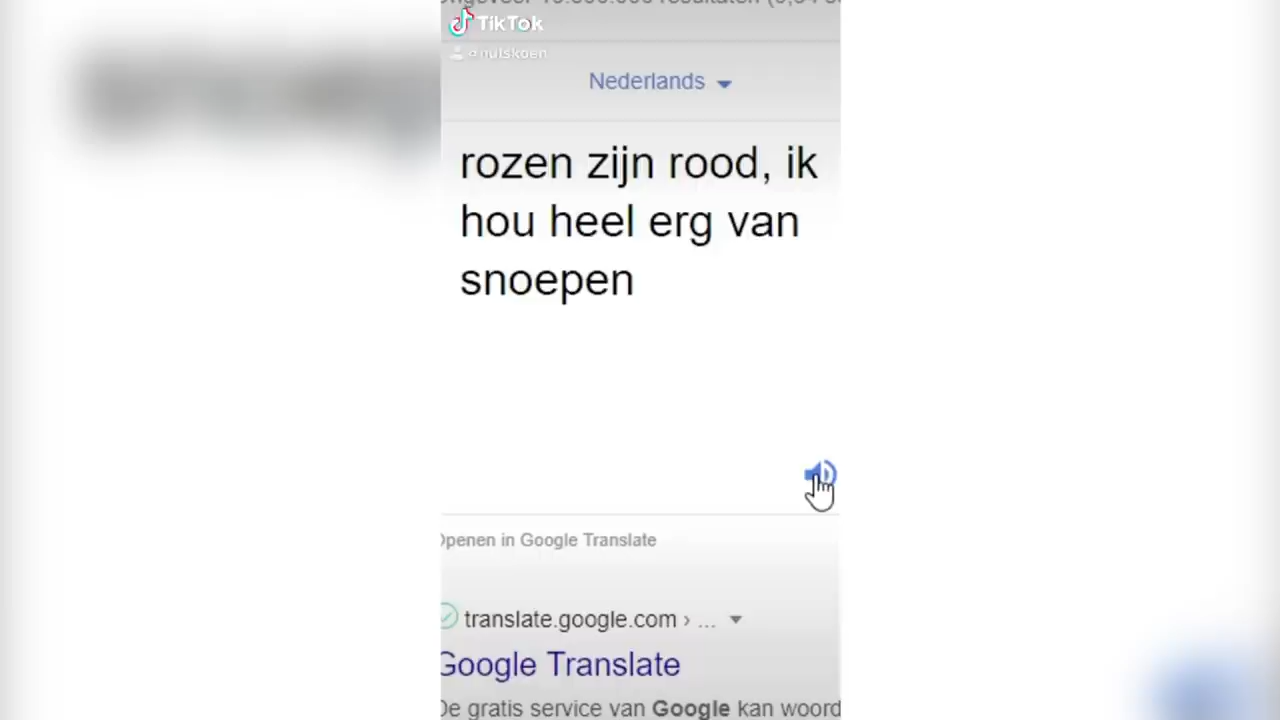 TikTok
Nederlands
rozen zijn rood, ik
hou heel erg van
snoepen
Openen in Google Translate
translate.google.com › ...
Google Translate
De gratis service van Google kan woord